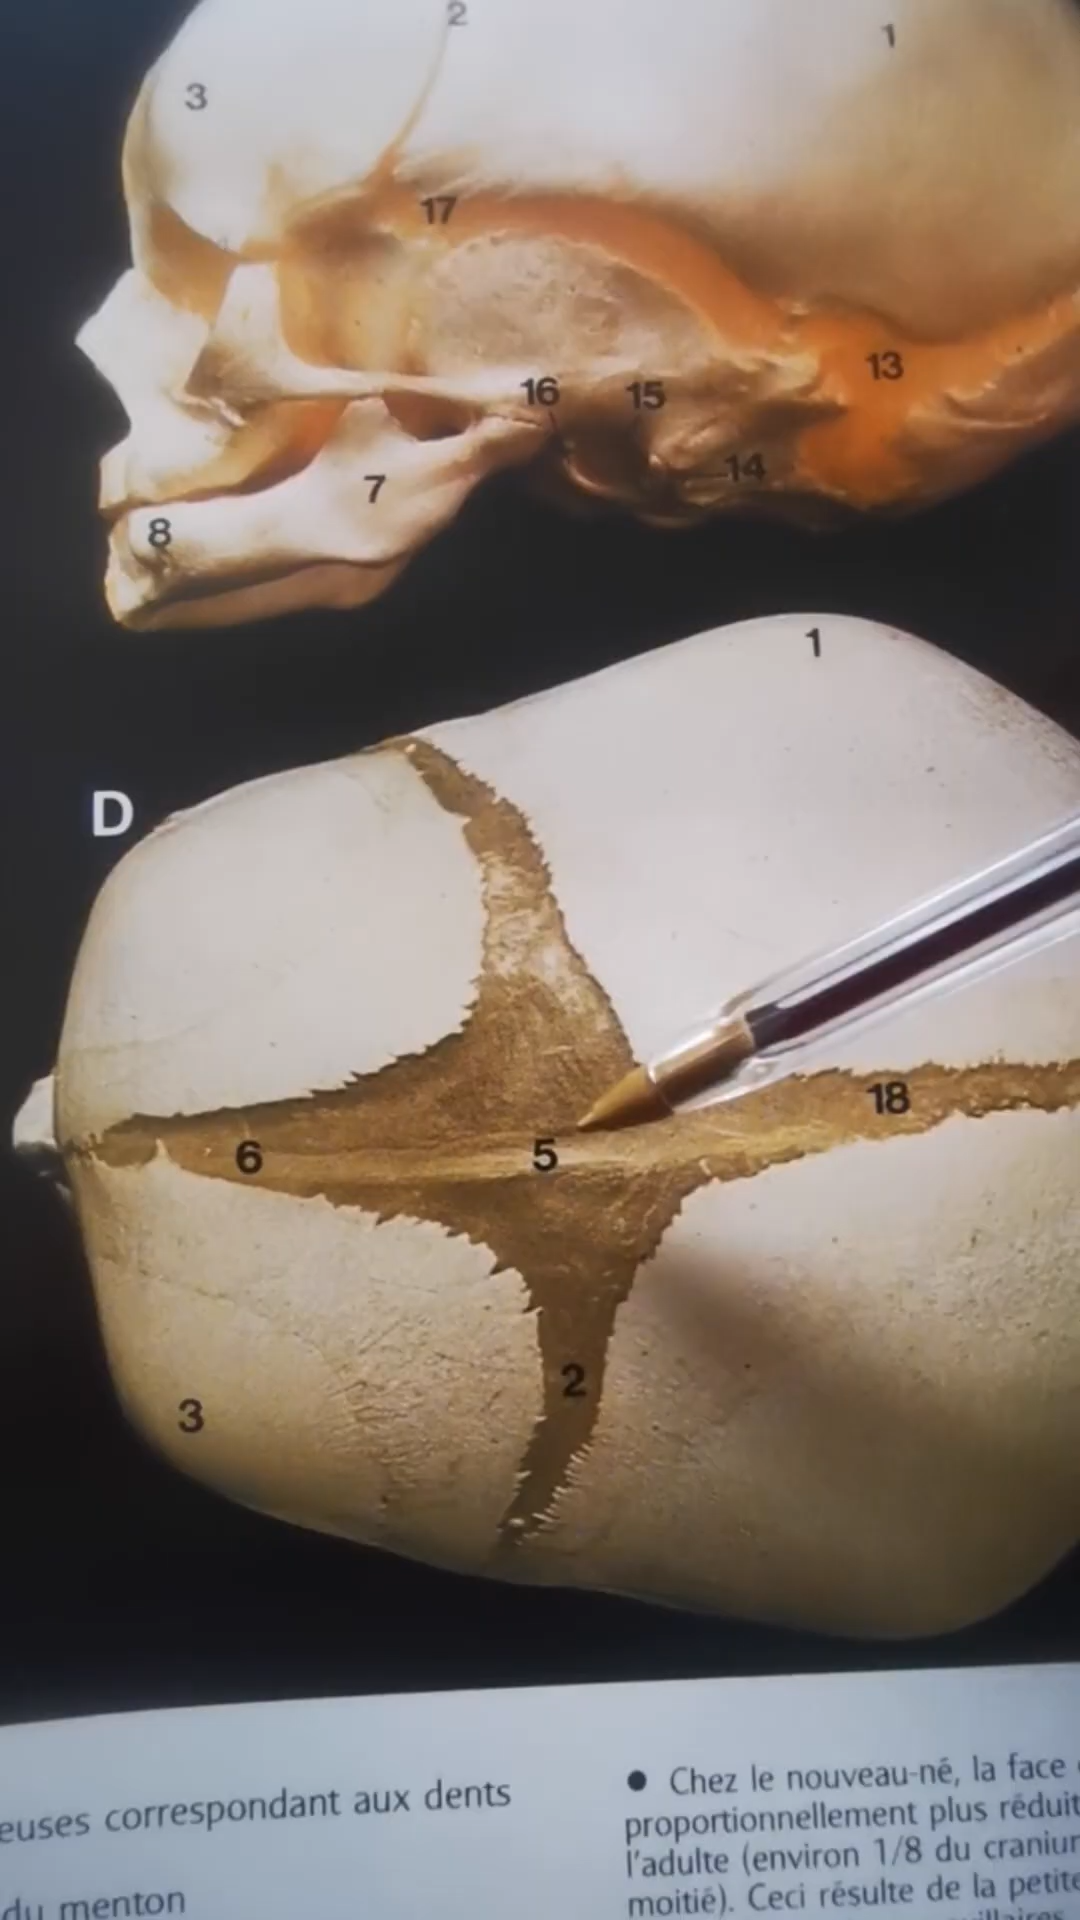 2
1
3
17
13
16
15
14
7
8
1
D
18
6
5
2
3
euses correspondant aux dents
du menton
● Chez le nouveau-né, la face
proportionnellement plus réduit
l'adulte (environ 1/8 du craniu
moitié). Ceci résulte de la petite